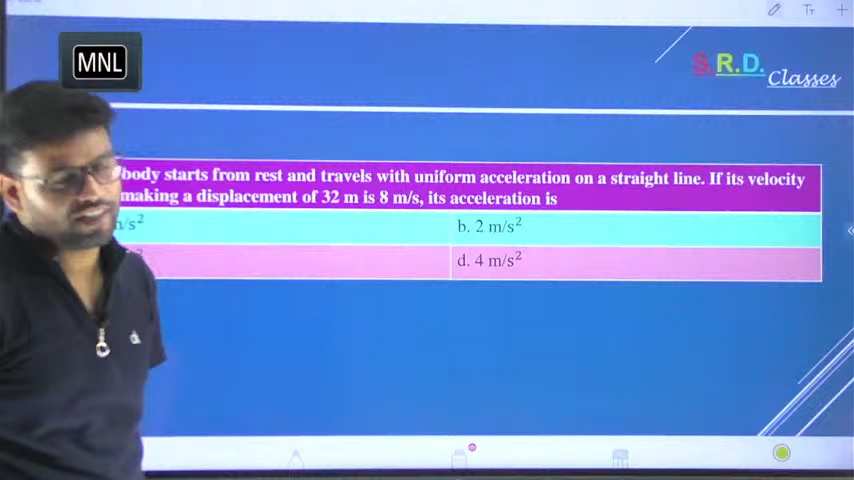 MNL
S.R.D.
Classes
body starts from rest and travels with uniform acceleration on a straight line. If its velocity
making a displacement of 32 m is 8 m/s, its acceleration is
/s²
b. 2 m/s²
d. 4 m/s²